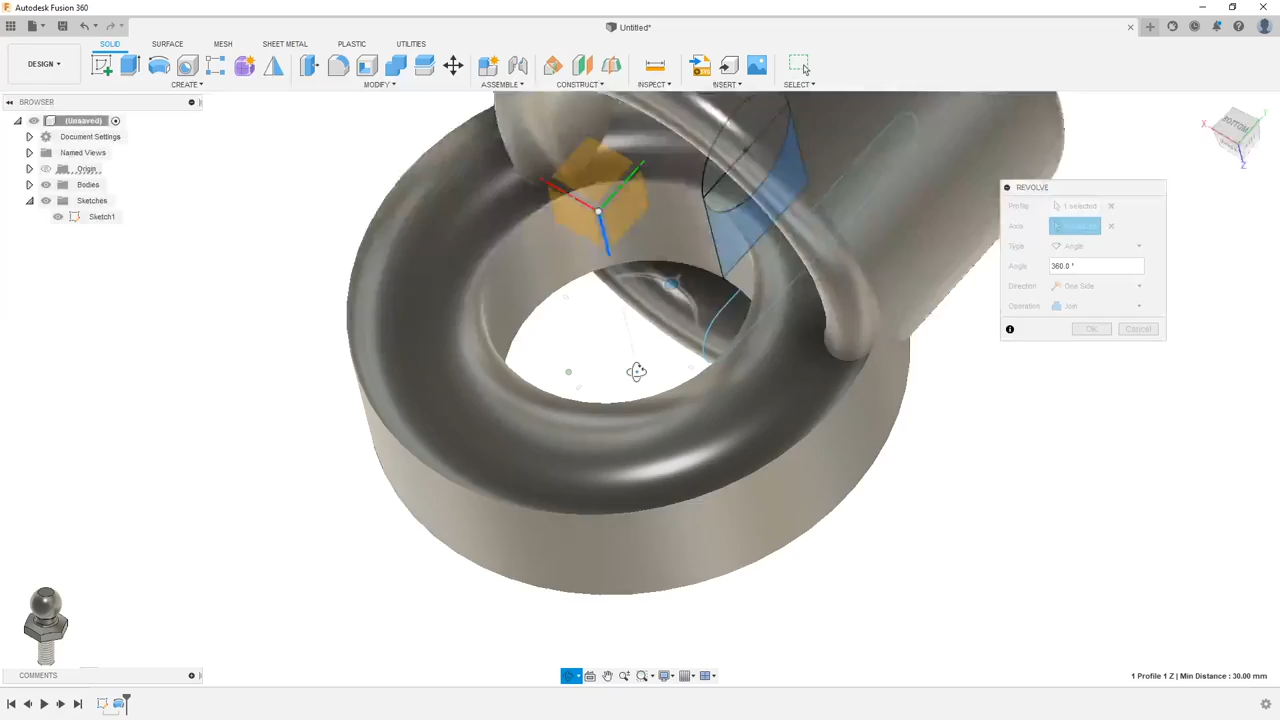 Autodesk Fusion 360
Untitled*
DESIGN
SOLID
SURFACE
MESH
SHEET METAL
PLASTIC
UTILITIES
CREATE
MODIFY
ASSEMBLE
CONSTRUCT
INSPECT
INSERT
SELECT
BROWSER
(Unsaved)
Document Settings
Named Views
Origin
Bodies
Sketches
Sketch1
BOTTOM
X
Y
Z
REVOLVE
Profile 1 selected
Axis
Type Angle
Angle 360.0 °
Direction One Side
Operation Join
OK Cancel
COMMENTS
1 Profile 1 Z | Min Distance : 30.00 mm